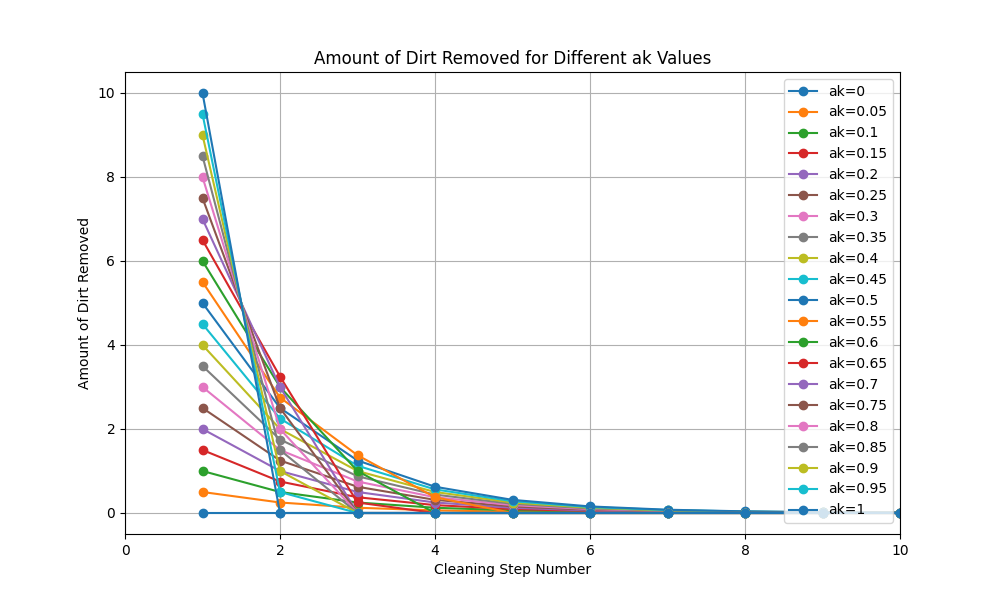 Amount of Dirt Removed for Different ak Values
Amount of Dirt Removed
10
8
6
4
2
0
0
2
4
6
8
10
Cleaning Step Number
ak=0
ak=0.05
ak=0.1
ak=0.15
ak=0.2
ak=0.25
ak=0.3
ak=0.35
ak=0.4
ak=0.45
ak=0.5
ak=0.55
ak=0.6
ak=0.65
ak=0.7
ak=0.75
ak=0.8
ak=0.85
ak=0.9
ak=0.95
ak=1